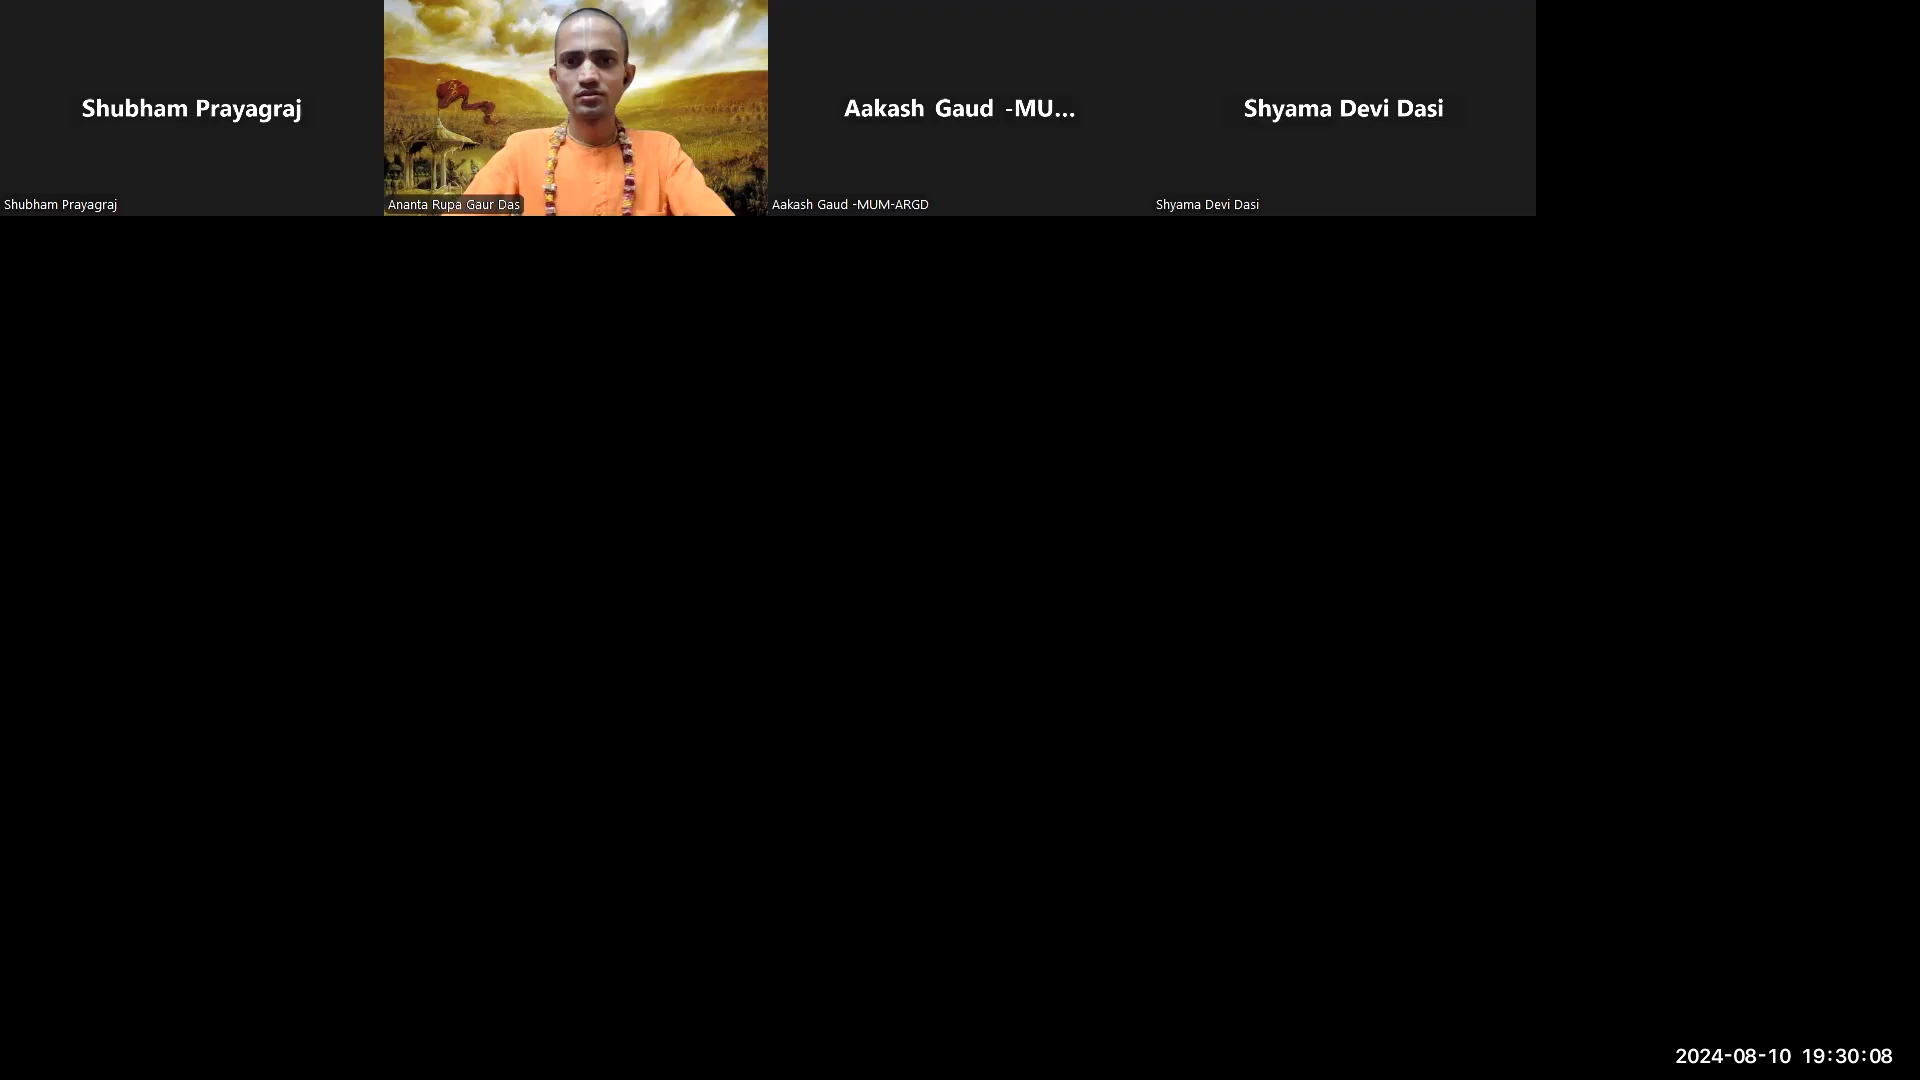 Shubham Prayagraj
Aakash Gaud -MU...
Shyama Devi Dasi
Shubham Prayagraj
Ananta Rupa Gaur Das
Aakash Gaud -MUM-ARGD
Shyama Devi Dasi
2024-08-10 19:30:08